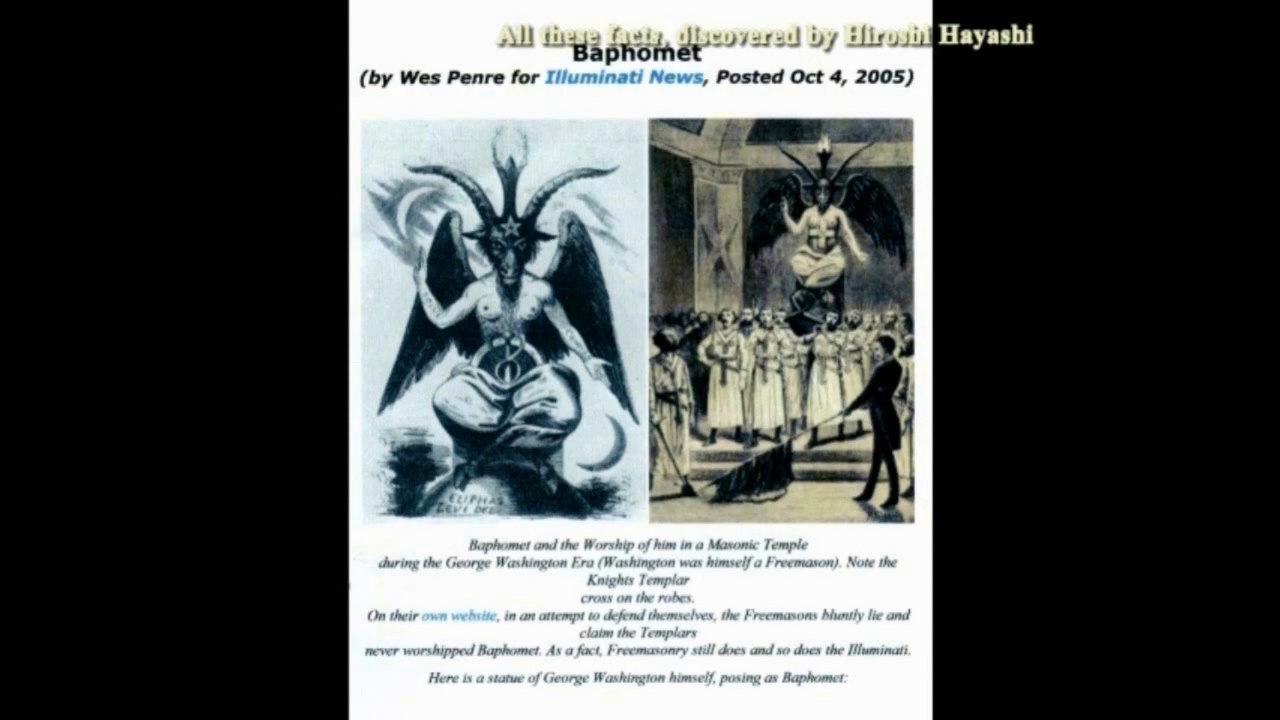 All these facts, discovered by Hiroshi Hayashi
Baphomet
(by Wes Penre for Illuminati News, Posted Oct 4, 2005)
ELIPHAS
LEVI DEL
Baphomet and the Worship of him in a Masonic Temple
during the George Washington Era (Washington was himself a Freemason). Note the
Knights Templar
cross on the robes.
On their own website, in an attempt to defend themselves, the Freemasons bluntly lie and
claim the Templars
never worshipped Baphomet. As a fact, Freemasonry still does and so does the Illuminati.
Here is a statue of George Washington himself, posing as Baphomet: